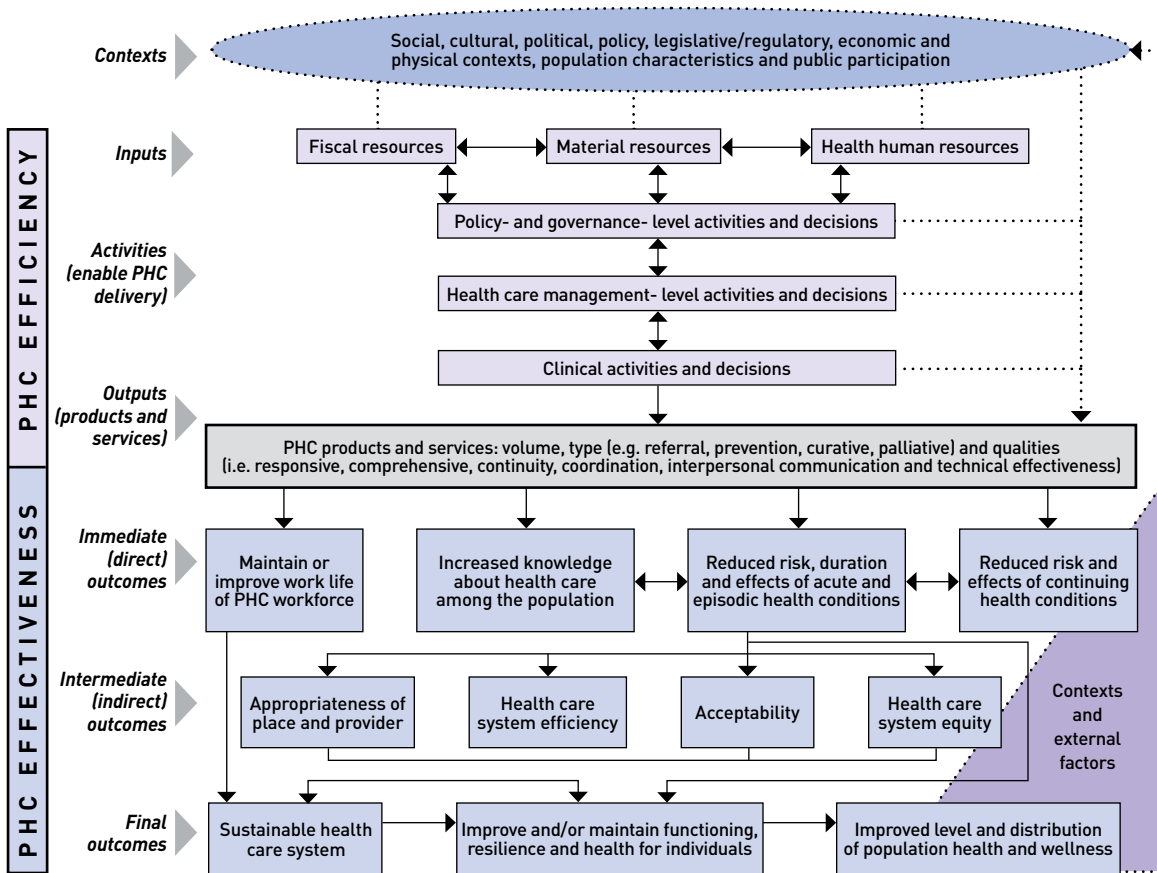 Contexts
Social, cultural, political, policy, legislative/regulatory, economic and
physical contexts, population characteristics and public participation
PHC EFFICIENCY
Inputs
Fiscal resources
Material resources
Health human resources
Activities
(enable PHC
delivery)
Policy- and governance- level activities and decisions
Health care management- level activities and decisions
Clinical activities and decisions
Outputs
(products and
services)
PHC products and services: volume, type (e.g. referral, prevention, curative, palliative) and qualities
(i.e. responsive, comprehensive, continuity, coordination, interpersonal communication and technical effectiveness)
PHC EFFECTIVENESS
Immediate
(direct)
outcomes
Maintain or
improve work life
of PHC workforce
Increased knowledge
about health care
among the population
Reduced risk, duration
and effects of acute and
episodic health conditions
Reduced risk and
effects of continuing
health conditions
Intermediate
(indirect)
outcomes
Appropriateness of
place and provider
Health care
system efficiency
Acceptability
Health care
system equity
Contexts
and
external
factors
Final
outcomes
Sustainable health
care system
Improve and/or maintain functioning,
resilience and health for individuals
Improved level and distribution
of population health and wellness